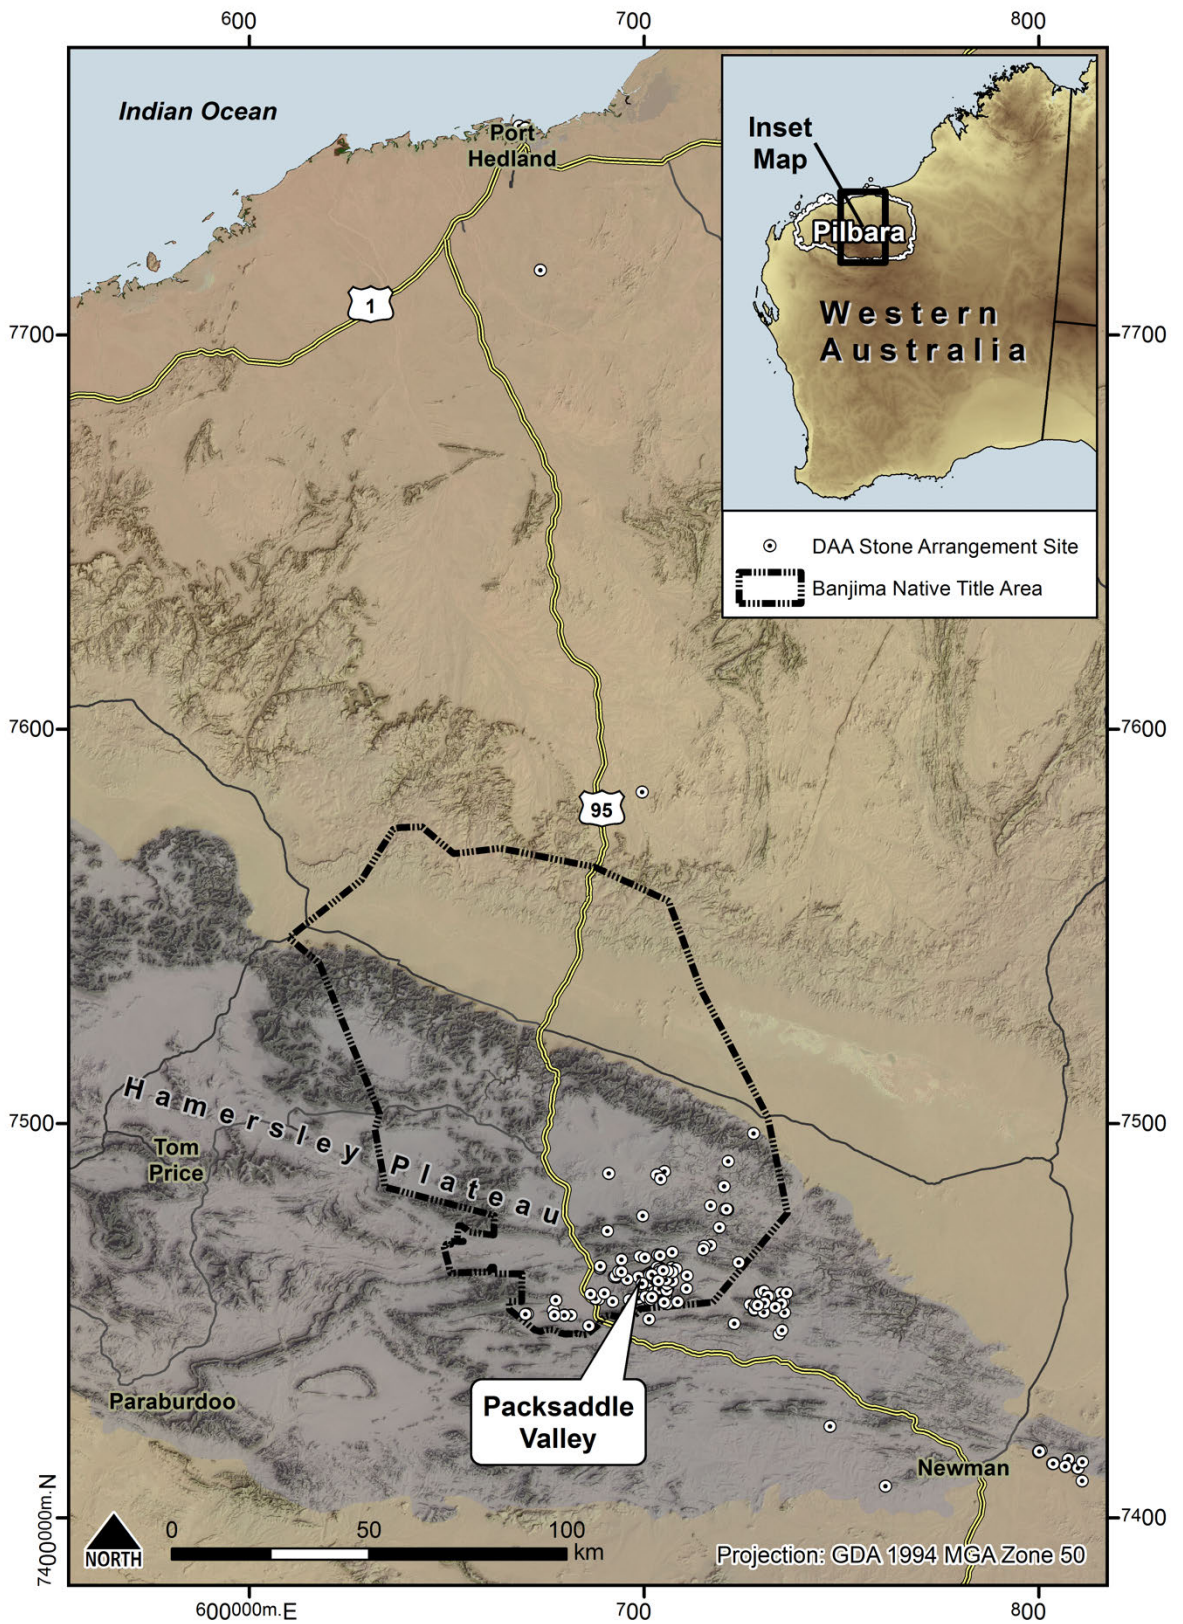 600
700
800
Indian Ocean
Port
Hedland
Inset
Map
Pilbara
Western
Australia
DAA Stone Arrangement Site
Banjima Native Title Area
1
7700
7700
7600
7600
95
7500
7500
Hamersley Plateau
Tom
Price
Paraburdoo
Packsaddle
Valley
Newman
7400000m. N
7400
NORTH
0
50
100
km
Projection: GDA 1994 MGA Zone 50
600000m. E
700
800